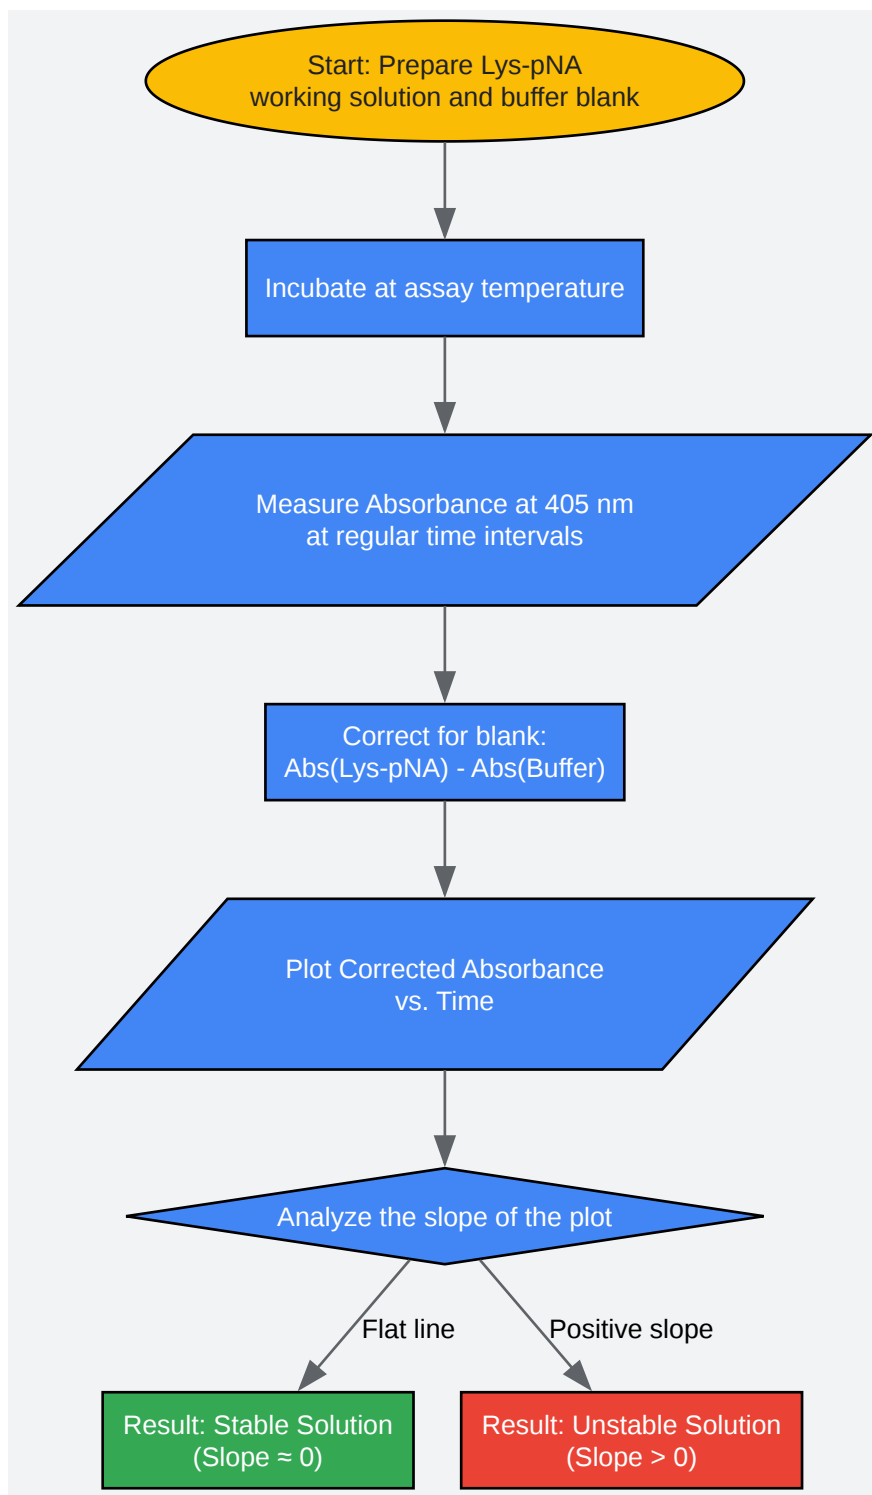 Start: Prepare Lys-pNA
working solution and buffer blank
Incubate at assay temperature
Measure Absorbance at 405 nm
at regular time intervals
Correct for blank:
Abs(Lys-pNA) - Abs(Buffer)
Plot Corrected Absorbance
vs. Time
Analyze the slope of the plot
Flat line
Positive slope
Result: Stable Solution
(Slope ≈ 0)
Result: Unstable Solution
(Slope > 0)